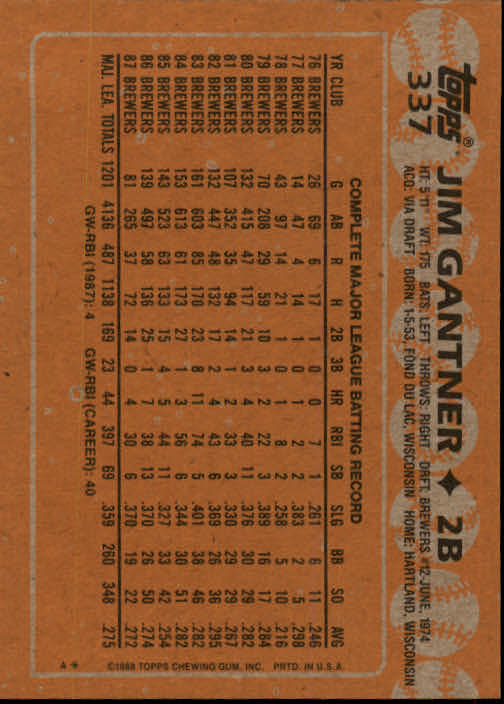 topps® JIM GANTNER ◆ 2B
337
HT. 5'11" WT. 175 BATS: LEFT THROWS: RIGHT DRFT. BREWERS #12-JUNE, 1974
ACQ: VIA DRAFT BORN: 1-5-53, FOND DU LAC, WISCONSIN HOME: HARTLAND, WISCONSIN
COMPLETE MAJOR LEAGUE BATTING RECORD
YR CLUB G AB R H 2B 3B HR RBI SB SLG BB SO AVG
76 BREWERS 26 69 6 17 1 0 0 7 1 .261 6 11 .246
77 BREWERS 14 47 4 14 1 0 1 2 2 .383 2 5 .298
78 BREWERS 43 97 14 21 1 0 1 8 2 .258 5 10 .216
79 BREWERS 70 208 29 59 10 3 2 22 3 .389 16 17 .284
80 BREWERS 132 415 47 117 21 3 4 40 11 .376 30 29 .282
81 BREWERS 107 352 35 94 14 1 2 33 3 .330 29 29 .267
82 BREWERS 132 447 48 132 17 2 4 43 6 .369 26 36 .295
83 BREWERS 161 603 85 170 23 8 11 74 5 .401 38 46 .282
84 BREWERS 153 613 61 173 27 1 3 56 6 .344 30 51 .282
85 BREWERS 143 523 63 133 15 4 5 44 11 .327 33 42 .254
86 BREWERS 139 497 58 136 25 1 7 38 13 .370 26 50 .274
87 BREWERS 81 265 37 72 14 0 4 30 6 .370 19 22 .272
MAJ. LEA. TOTALS 1201 4136 487 1138 169 23 44 397 69 .359 260 348 .275
GW-RBI (1987): 4 GW-RBI (CAREER): 40
©1988 TOPPS CHEWING GUM, INC. PRTD. IN U.S.A.
A*